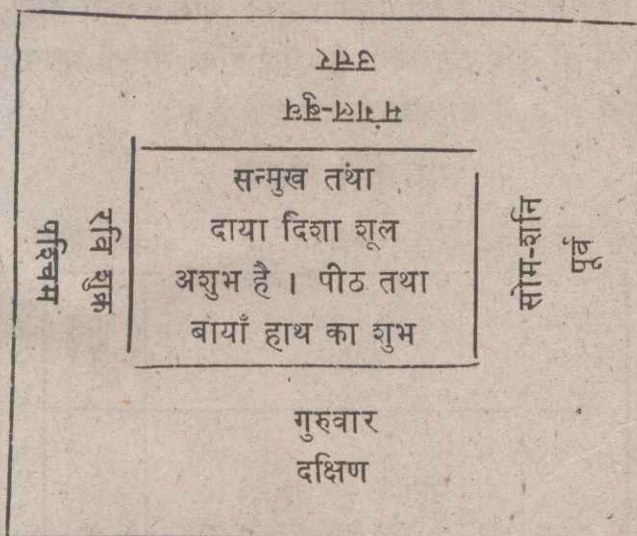 उत्तर
मंगल-बुध
पश्चिम
रवि शुक्र
सन्मुख तथा
दाया दिशा शूल
अशुभ है । पीठ तथा
बायाँ हाथ का शुभ
सोम-शनि
पूर्व
गुरुवार
दक्षिण